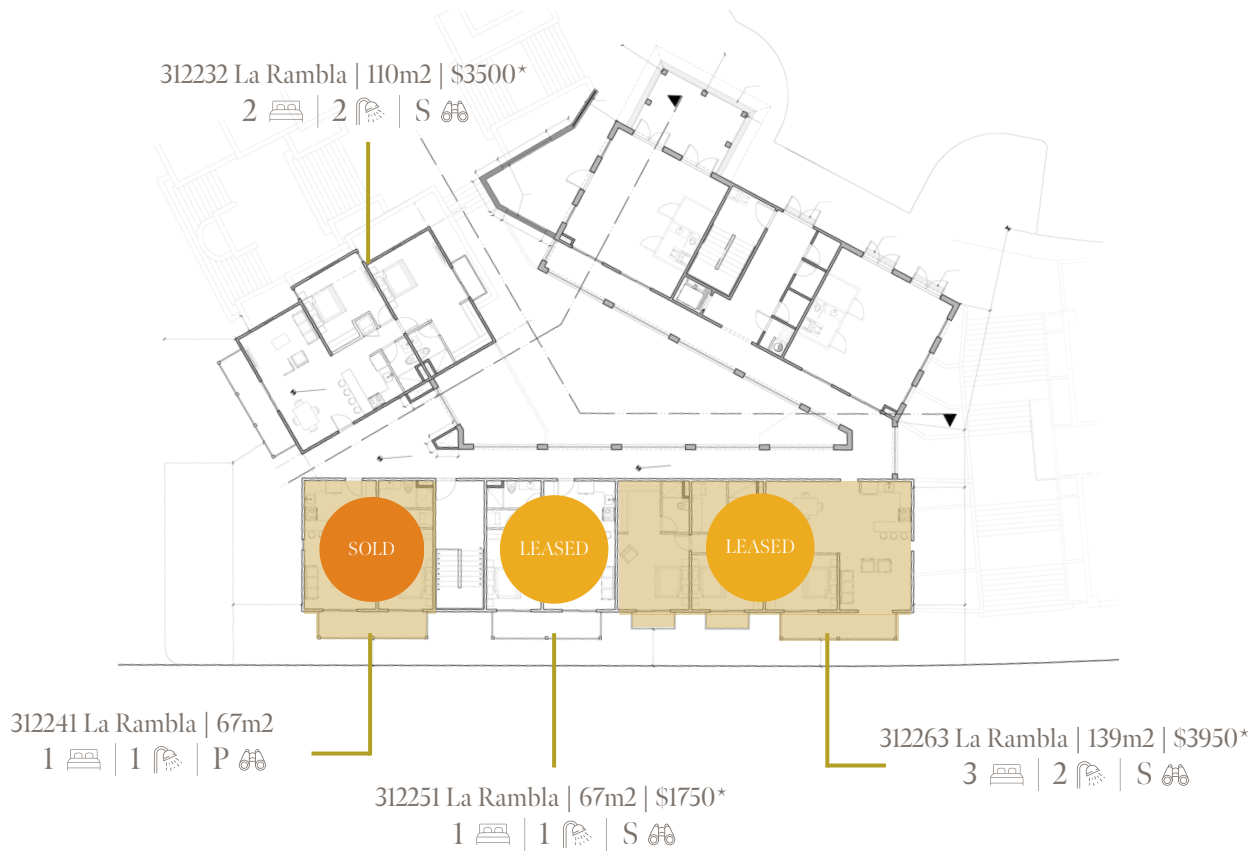 312232 La Rambla | 110m2 | $3500*
2 | 2 | S
SOLD
LEASED
LEASED
312241 La Rambla | 67m2
1 | 1 | P
312263 La Rambla | 139m2 | $3950*
3 | 2 | S
312251 La Rambla | 67m2 | $1750*
1 | 1 | S